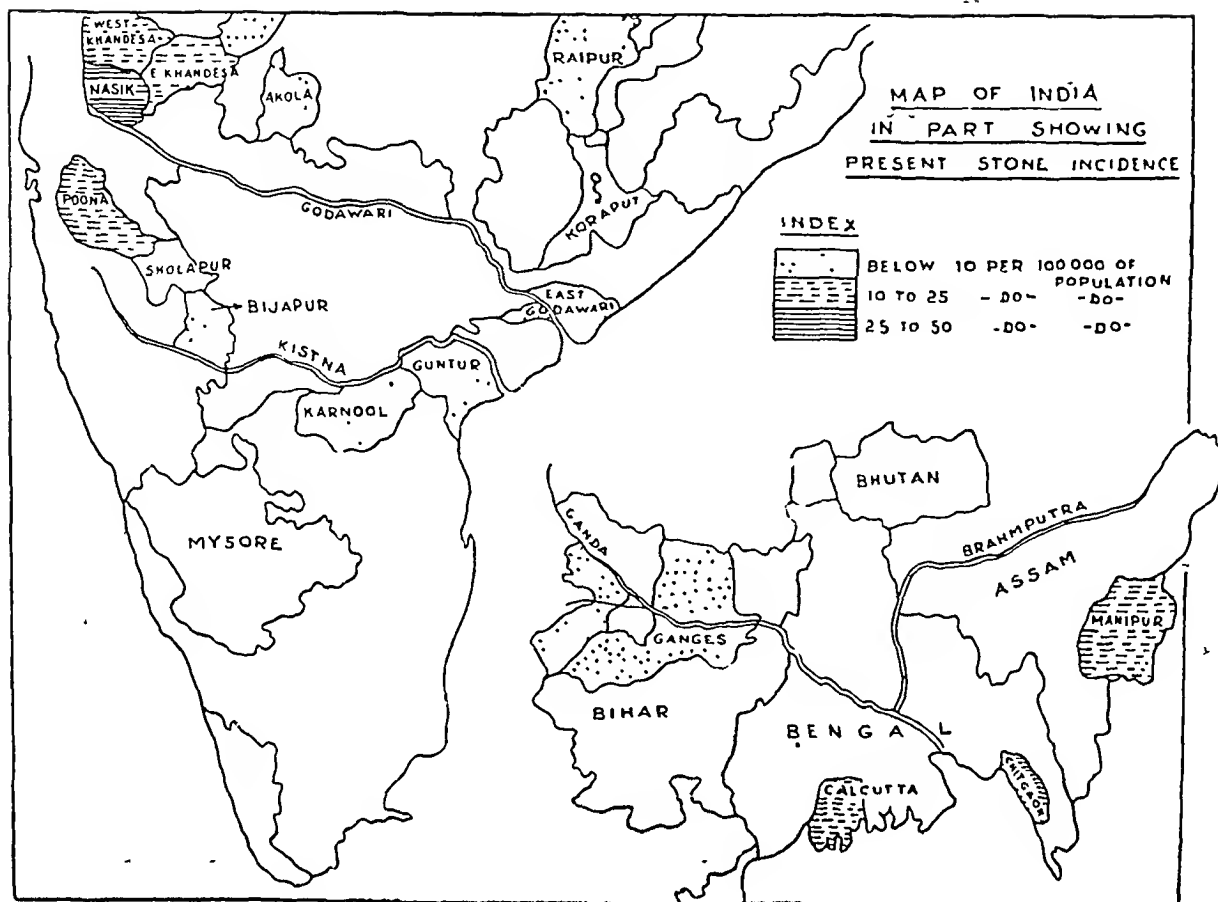 WEST
KHANDESA
E KHANDESA
NASIK
AKOLA
RAIPUR
MAP OF INDIA
IN PART SHOWING
PRESENT STONE INCIDENCE
POONA
GODAWARI
KORAPUT
INDEX
BELOW 10 PER 100000 OF
POPULATION
10 TO 25 -DO- -DO-
25 TO 50 -DO- -DO-
SHOLAPUR
BIJAPUR
EAST
GODAWARI
KISTNA
GUNTUR
KARNOOL
MYSORE
BHUTAN
GANDA
BRAHMPUTRA
ASSAM
MANIPUR
GANGES
BIHAR
BENGAL
CALCUTTA
CHITGAON